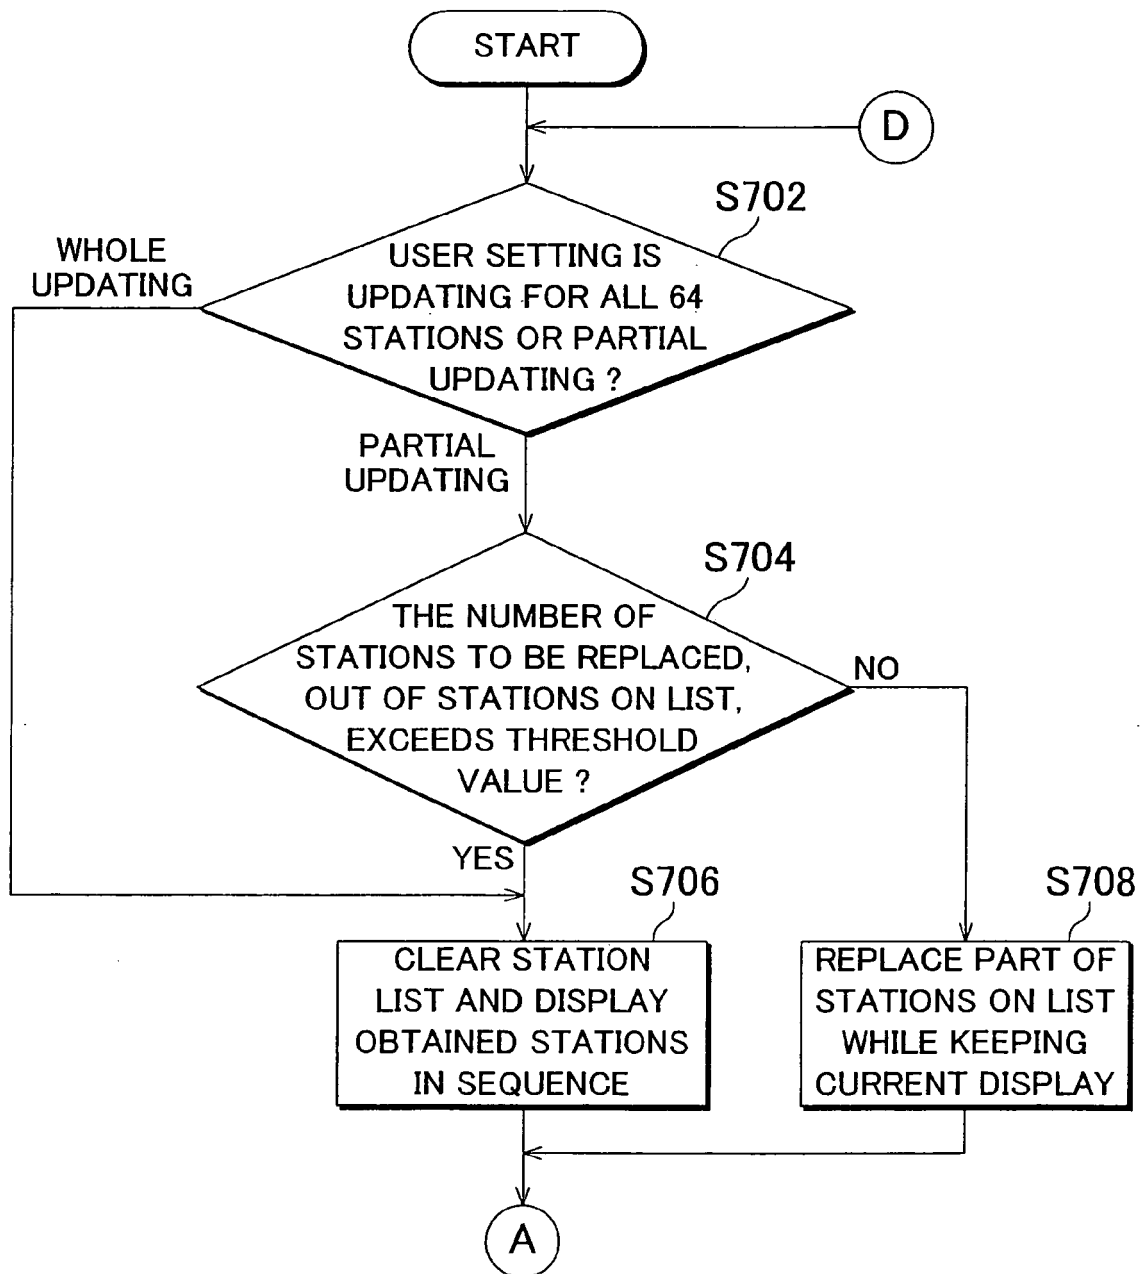 START
D
S702
WHOLE
UPDATING
USER SETTING IS
UPDATING FOR ALL 64
STATIONS OR PARTIAL
UPDATING ?
PARTIAL
UPDATING
S704
THE NUMBER OF
STATIONS TO BE REPLACED,
OUT OF STATIONS ON LIST,
EXCEEDS THRESHOLD
VALUE ?
NO
YES
S706
CLEAR STATION
LIST AND DISPLAY
OBTAINED STATIONS
IN SEQUENCE
S708
REPLACE PART OF
STATIONS ON LIST
WHILE KEEPING
CURRENT DISPLAY
A